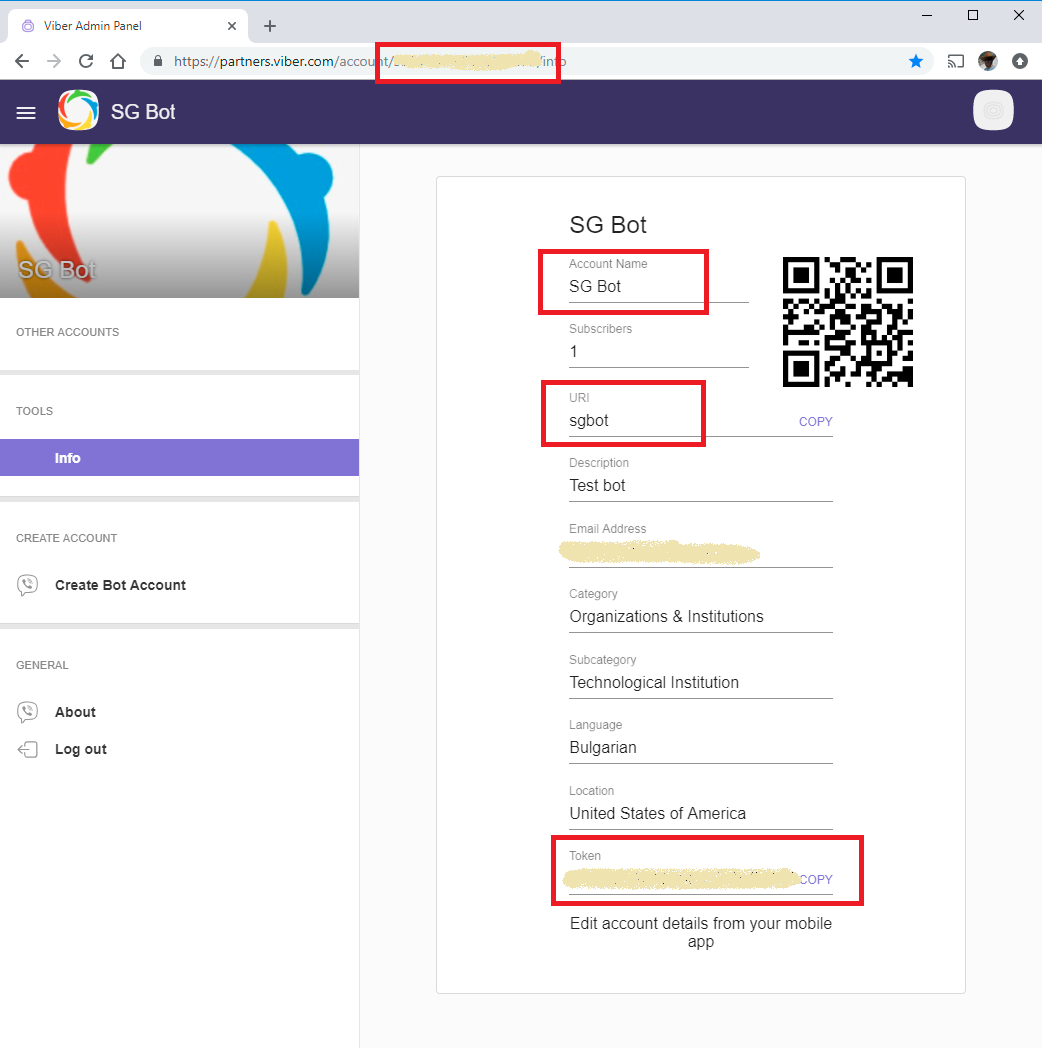 Viber Admin Panel
https://partners.viber.com/account/ /info
SG Bot
SG Bot
OTHER ACCOUNTS
TOOLS
Info
CREATE ACCOUNT
Create Bot Account
GENERAL
About
Log out
SG Bot
Account Name
SG Bot
Subscribers
1
URI
sgbot COPY
Description
Test bot
Email Address
Category
Organizations & Institutions
Subcategory
Technological Institution
Language
Bulgarian
Location
United States of America
Token
COPY
Edit account details from your mobile
app